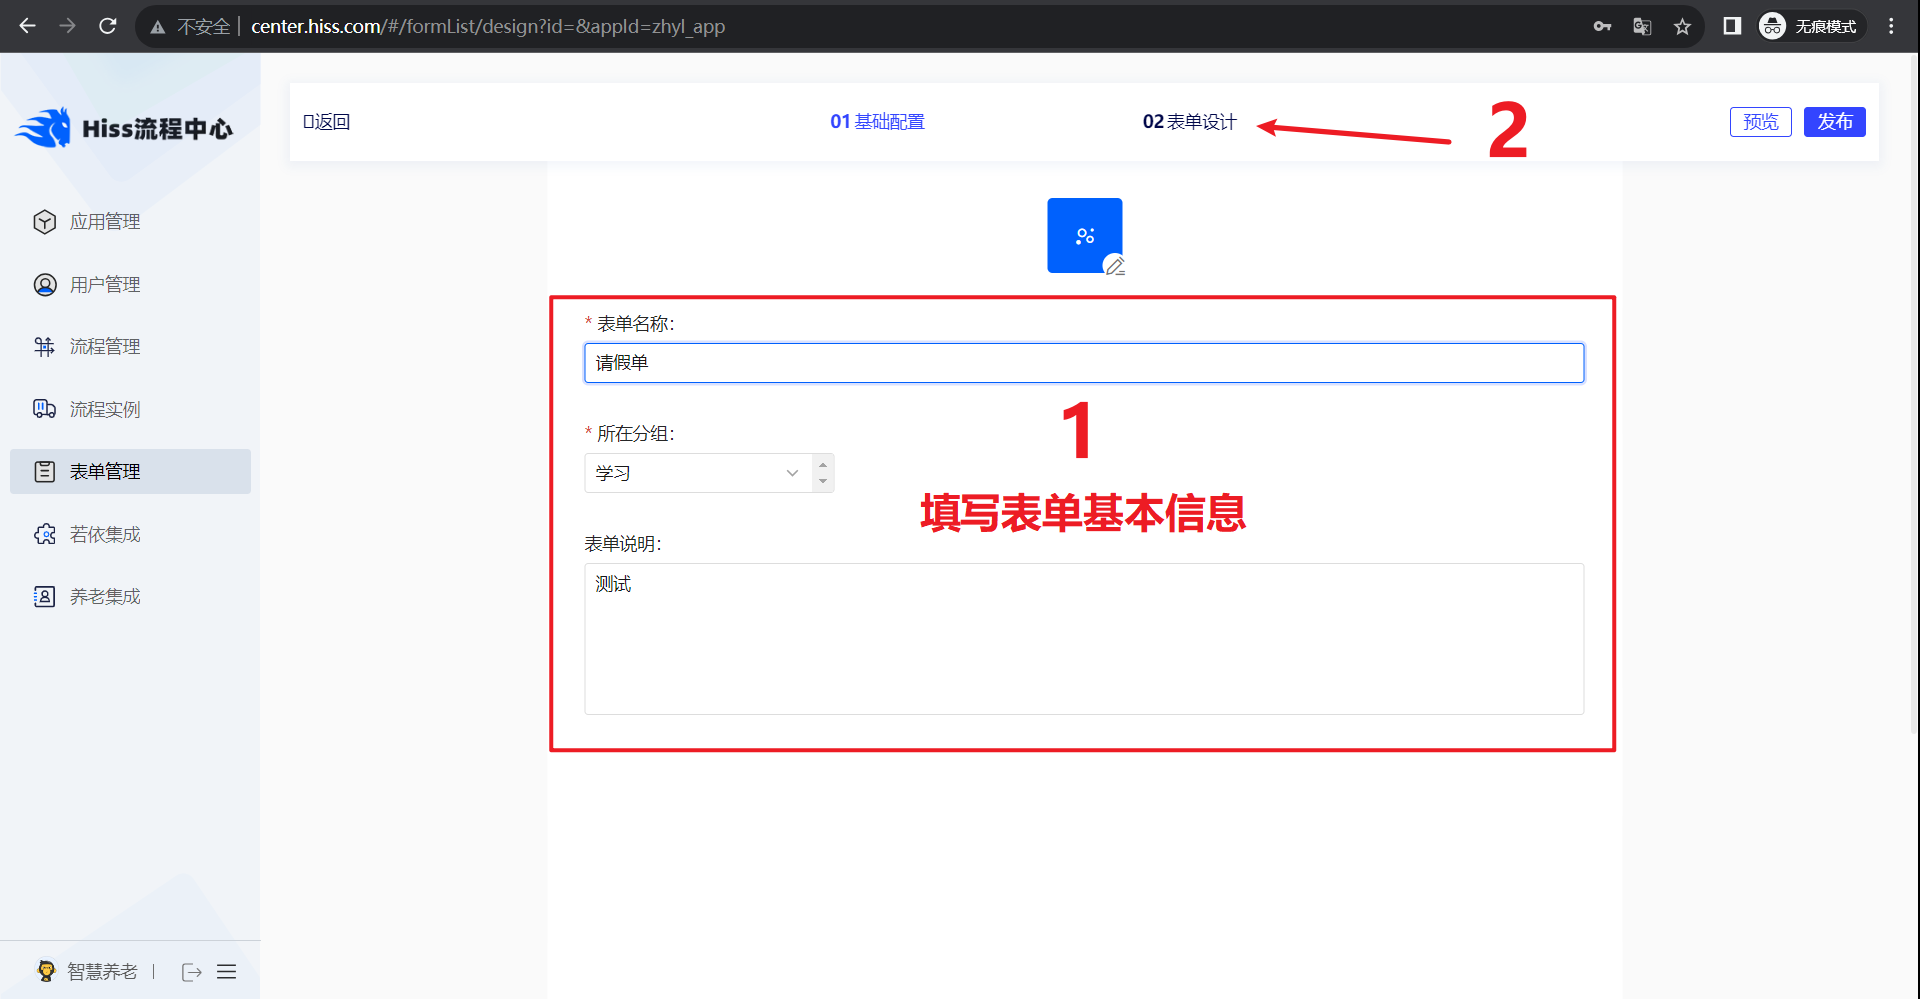 不安全 center.hiss.com/#/formList/design?id=&appId=zhyl_app 无痕模式
Hiss流程中心
返回 01 基础配置 02 表单设计 2 预览 发布
应用管理
用户管理
流程管理
流程实例
表单管理
若依集成
养老集成
智慧养老
* 表单名称:
请假单
* 所在分组:
学习
1
填写表单基本信息
表单说明:
测试